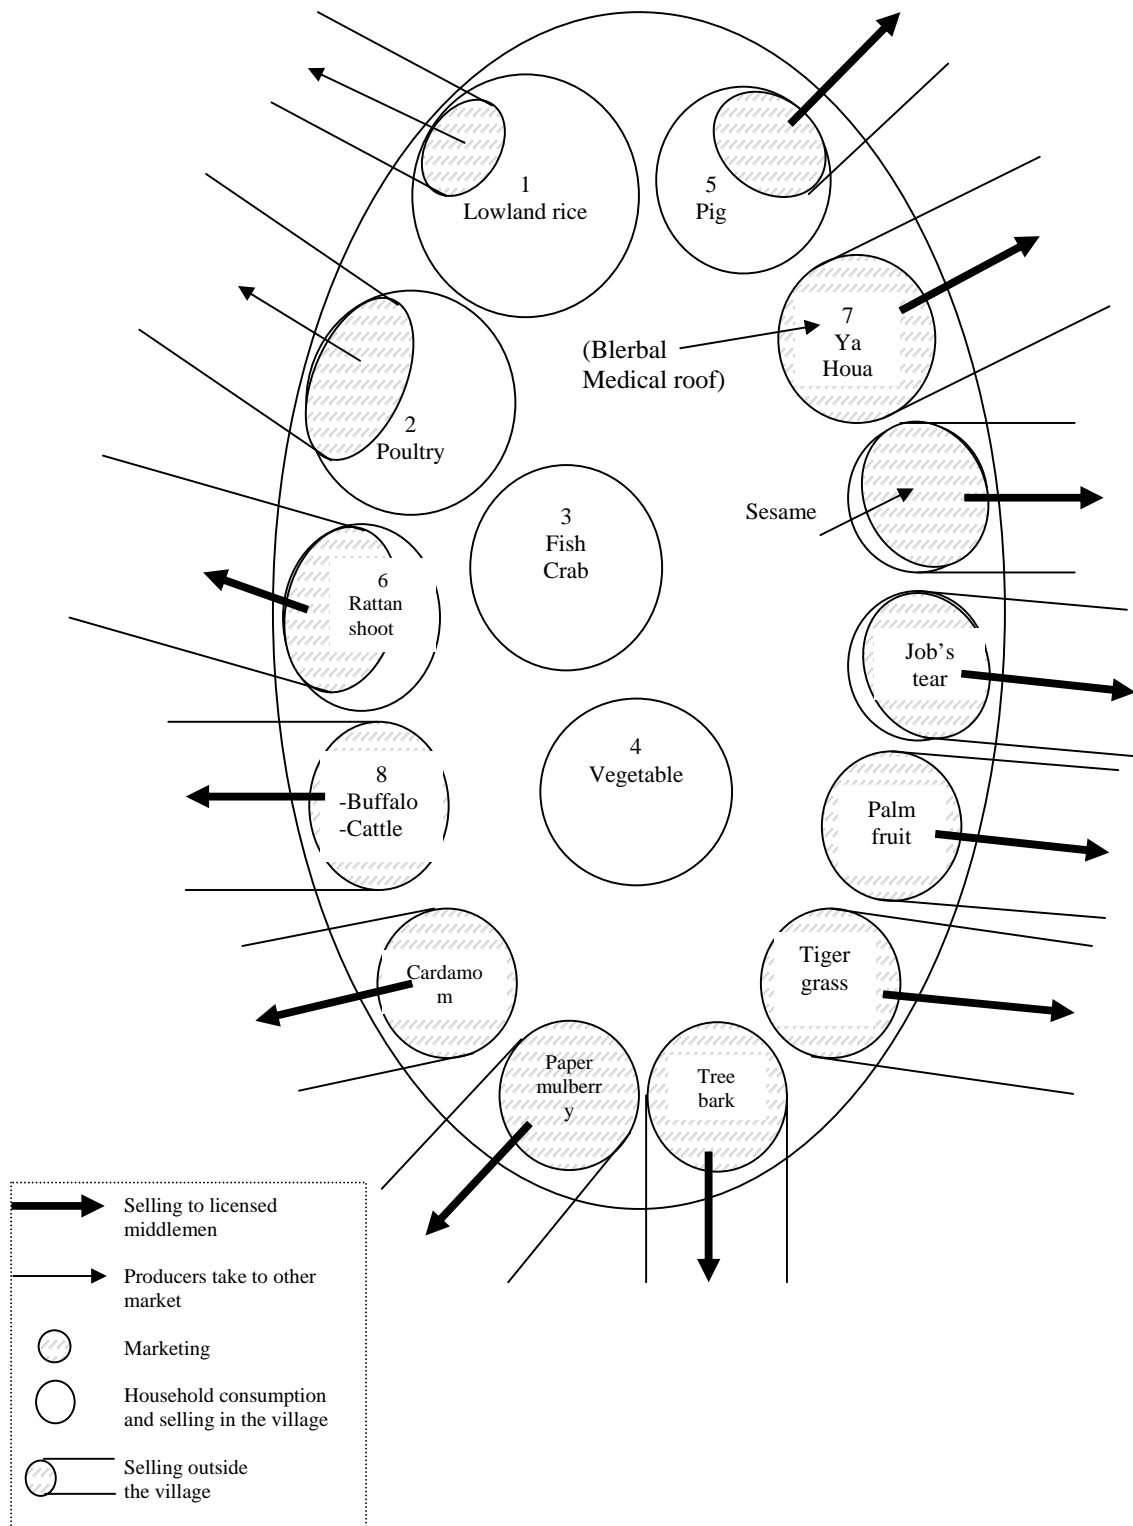 1
Lowland rice
5
Pig
7
Ya
Houa
(Blerbal
Medical roof)
2
Poultry
3
Fish
Crab
Sesame
6
Rattan
shoot
Job's
tear
4
Vegetable
8
-Buffalo
-Cattle
Palm
fruit
Cardamo
m
Tiger
grass
Paper
mulberr
y
Tree
bark
Selling to licensed
middlemen
Producers take to other
market
Marketing
Household consumption
and selling in the village
Selling outside
the village